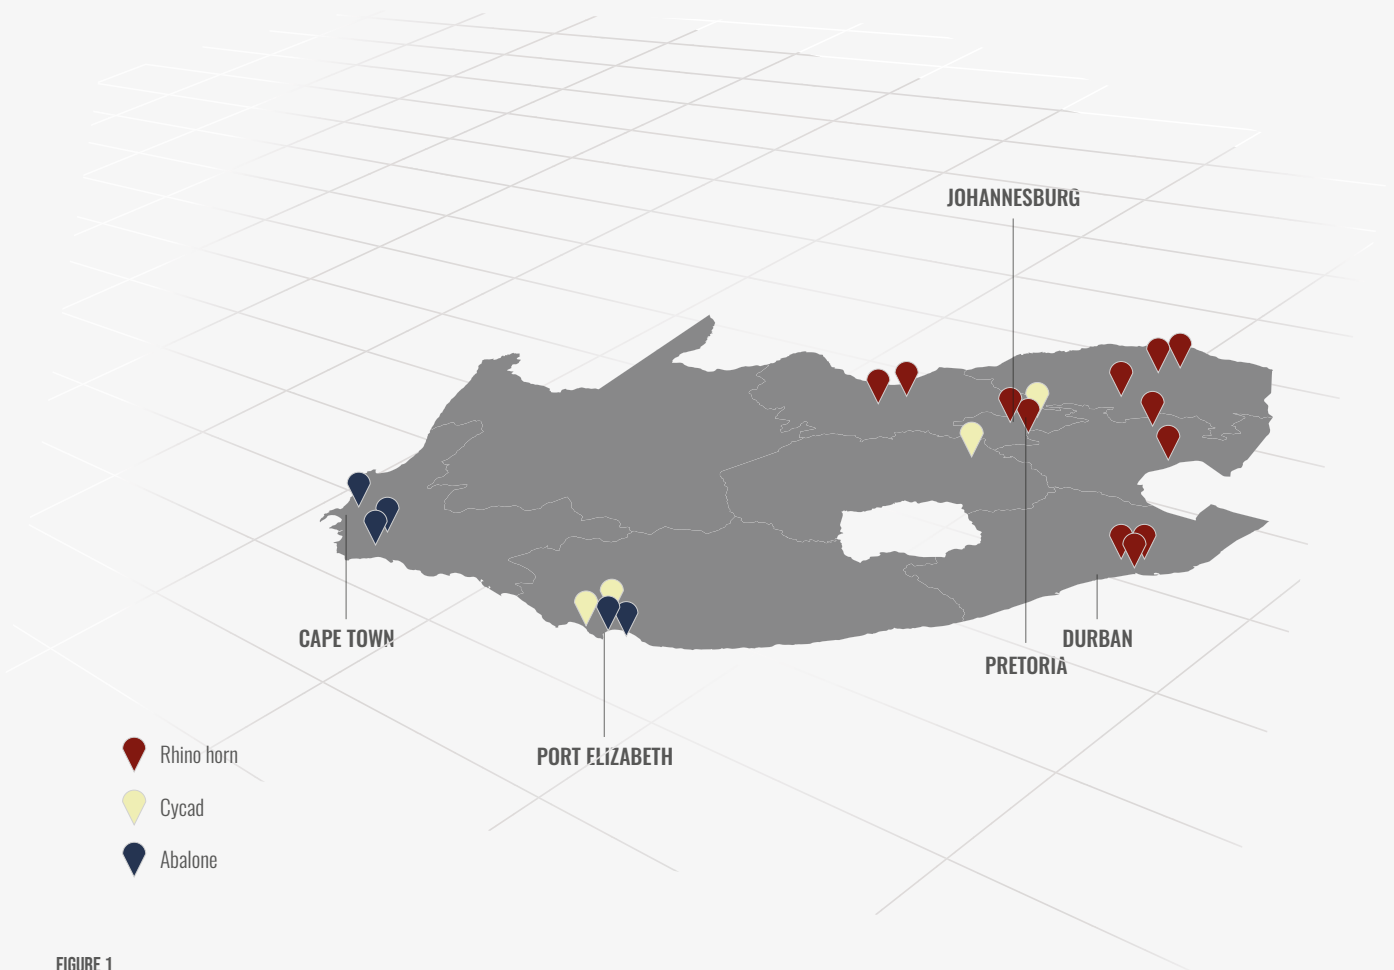 JOHANNESBURG
CAPE TOWN
DURBAN
PRETORIA
PORT ELIZABETH
Rhino horn
Cycad
Abalone
FIGURE 1